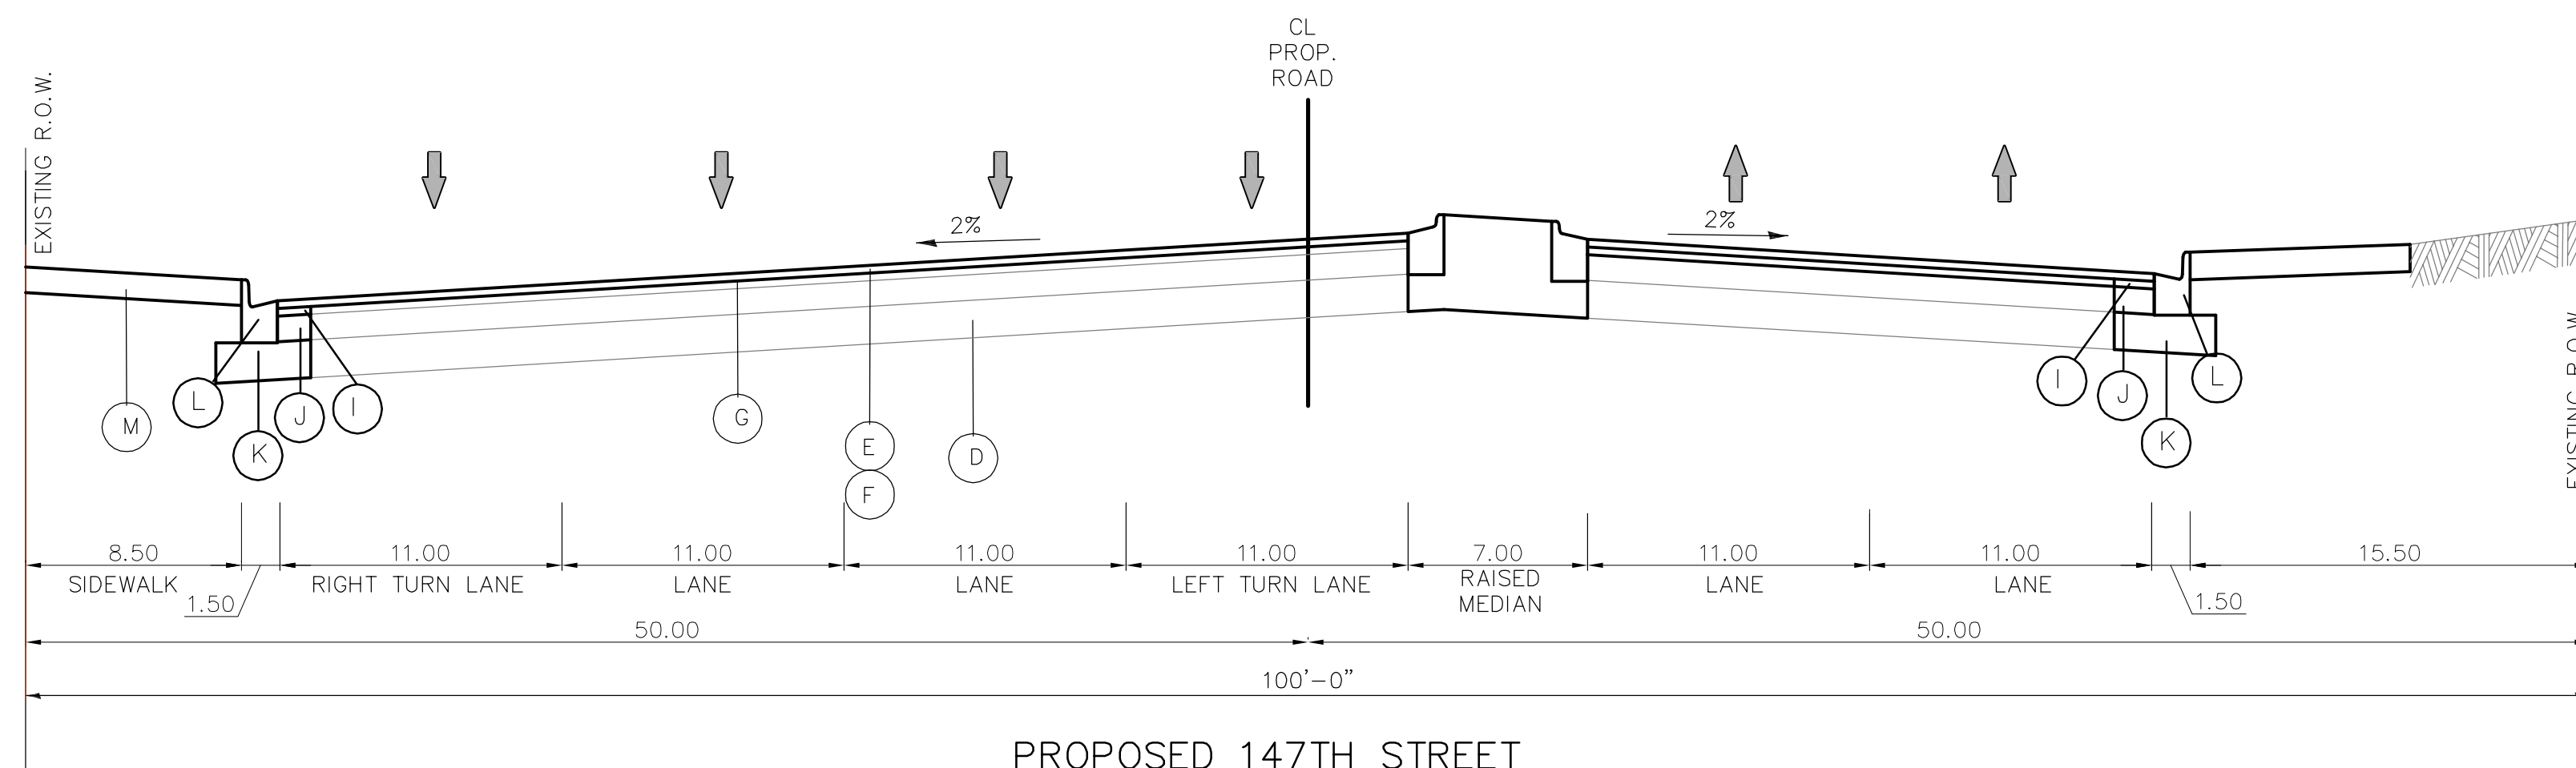 CL
PROP.
ROAD
EXISTING R.O.W.
2%
2%
M
L
K
J
I
G
E
F
D
I
J
K
L
EXISTING R.O.W.
8.50
SIDEWALK
1.50
11.00
RIGHT TURN LANE
11.00
LANE
11.00
LANE
11.00
LEFT TURN LANE
7.00
RAISED
MEDIAN
11.00
LANE
11.00
LANE
1.50
15.50
50.00
50.00
100'-0"
PROPOSED 147TH STREET